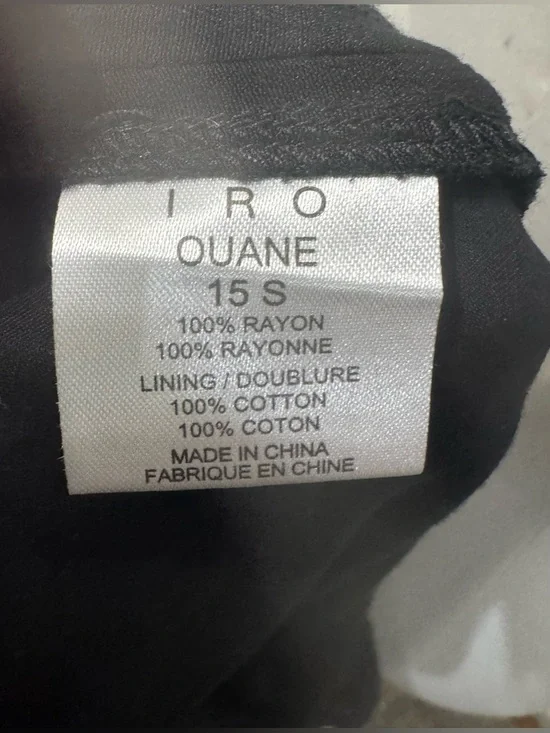 I R O
OUANE
15 S
100% RAYON
100% RAYONNE
LINING / DOUBLURE
100% COTTON
100% COTON
MADE IN CHINA
FABRIQUE EN CHINE